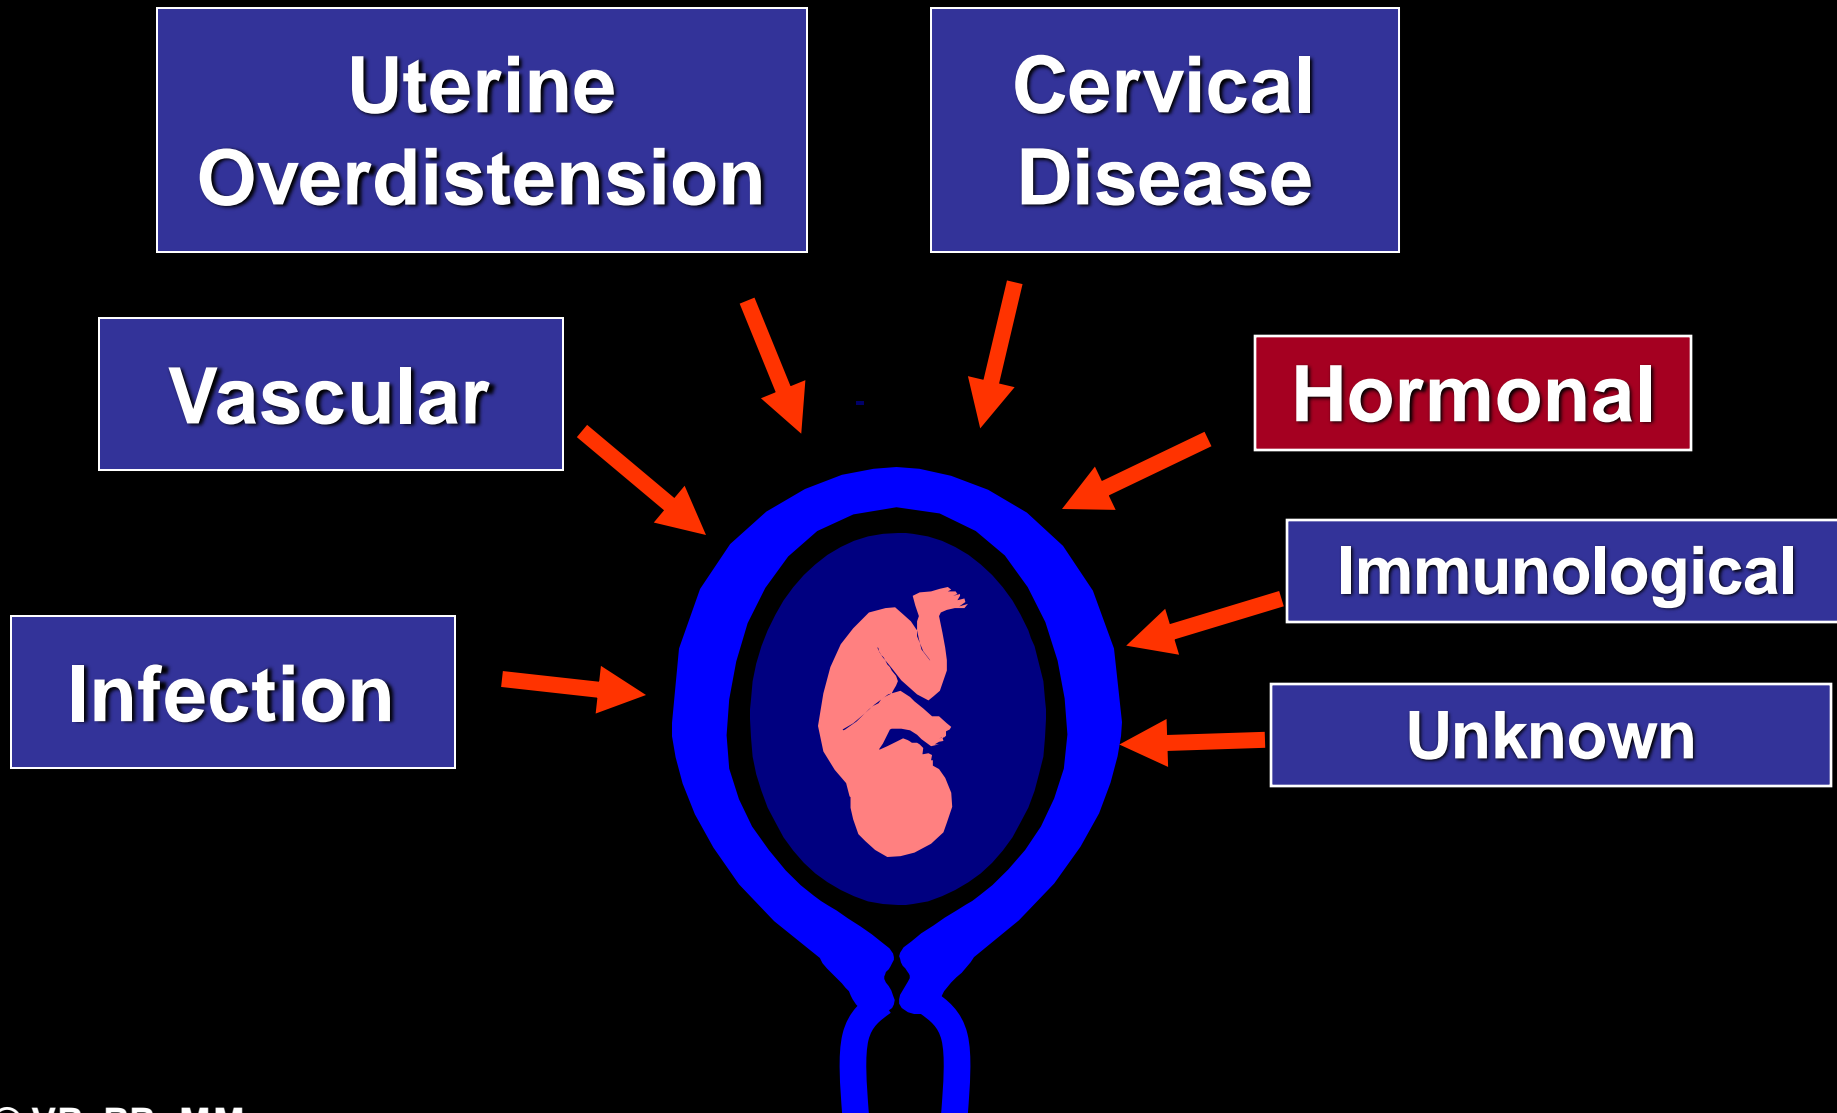 Uterine
Overdistension
Cervical
Disease
Vascular
Hormonal
Immunological
Infection
Unknown